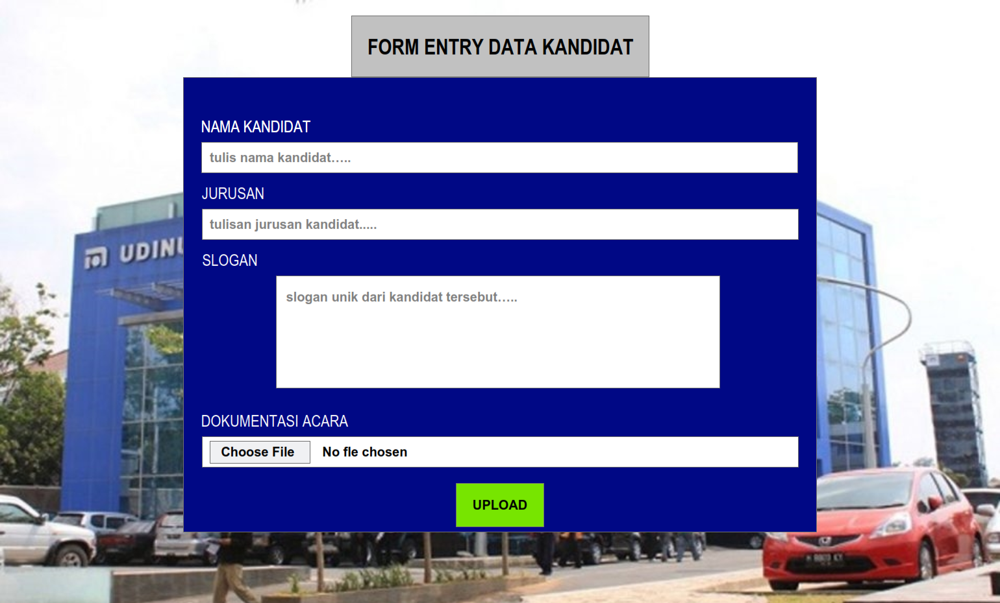 FORM ENTRY DATA KANDIDAT
NAMA KANDIDAT
tulis nama kandidat…..
JURUSAN
tulisan jurusan kandidat.....
UDINU
SLOGAN
slogan unik dari kandidat tersebut…..
DOKUMENTASI ACARA
Choose File No fle chosen
UPLOAD